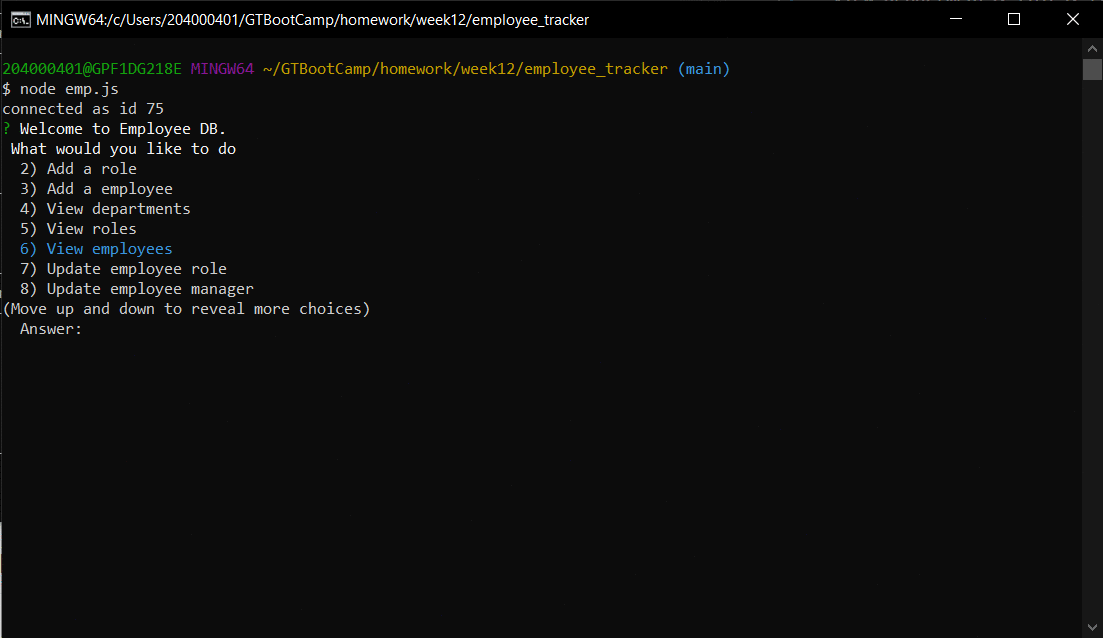 MINGW64:/c/Users/204000401/GTBootCamp/homework/week12/employee_tracker
204000401@GPF1DG218E MINGW64 ~/GTBootCamp/homework/week12/employee_tracker (main)
$ node emp.js
connected as id 75
? Welcome to Employee DB.
What would you like to do
2) Add a role
3) Add a employee
4) View departments
5) View roles
6) View employees
7) Update employee role
8) Update employee manager
(Move up and down to reveal more choices)
Answer: